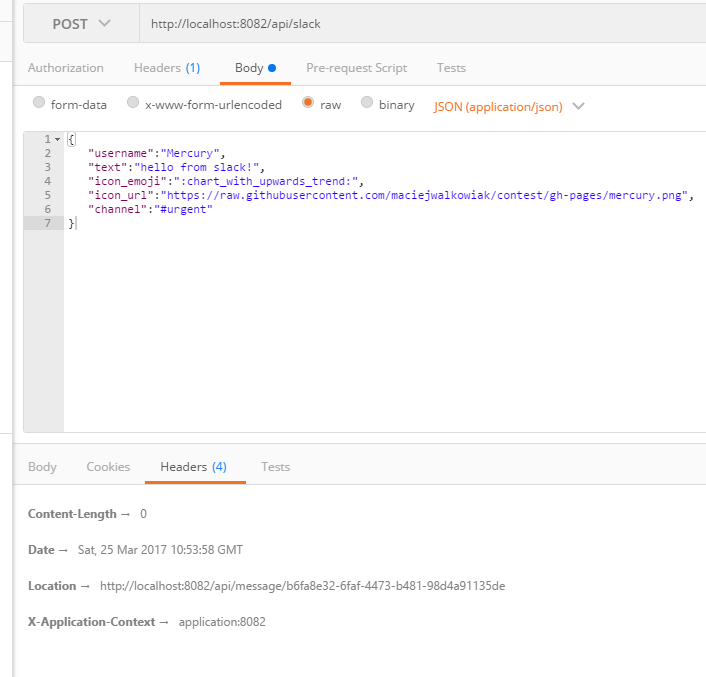 POST http://localhost:8082/api/slack
Authorization Headers (1) Body Pre-request Script Tests
form-data x-www-form-urlencoded raw binary JSON (application/json)
1 {
2 "username":"Mercury",
3 "text":"hello from slack!",
4 "icon_emoji":":chart_with_upwards_trend:",
5 "icon_url":"https://raw.githubusercontent.com/maciejwalkowiak/contest/gh-pages/mercury.png",
6 "channel":"#urgent"
7 }
Body Cookies Headers (4) Tests
Content-Length → 0
Date → Sat, 25 Mar 2017 10:53:58 GMT
Location → http://localhost:8082/api/message/b6fa8e32-6faf-4473-b481-98d4a91135de
X-Application-Context → application:8082